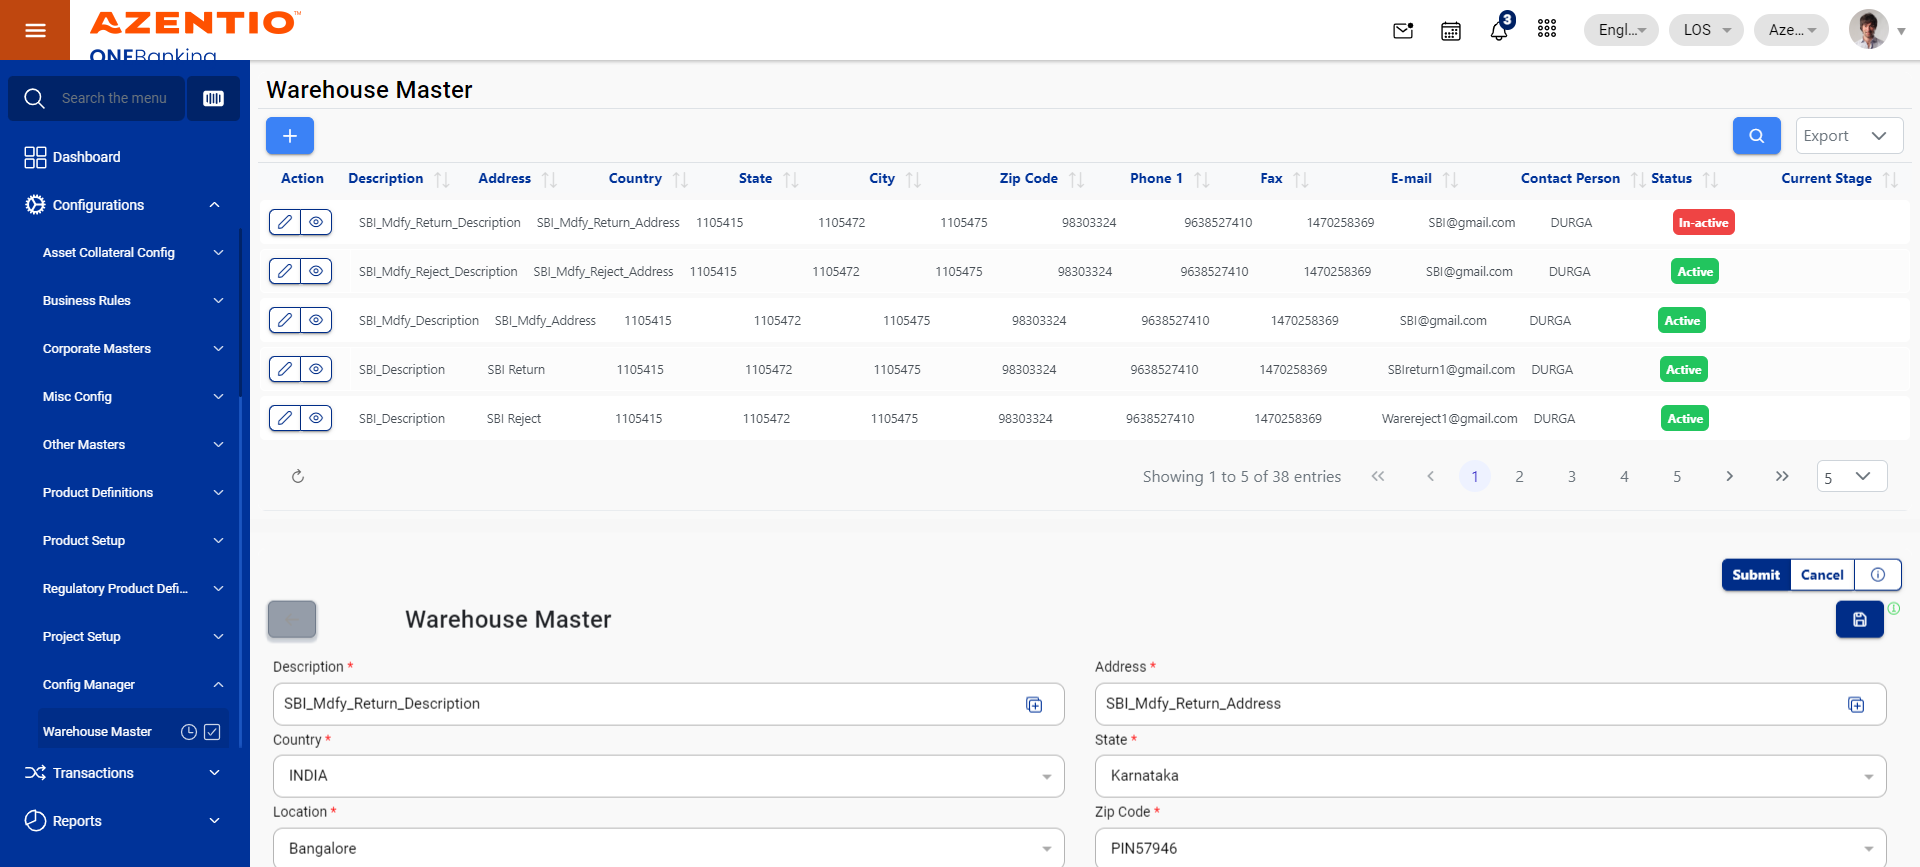 AZENTIO™
ONEBanking
3
Engl...
LOS
Aze...
Search the menu
Dashboard
Configurations
Asset Collateral Config
Business Rules
Corporate Masters
Misc Config
Other Masters
Product Definitions
Product Setup
Regulatory Product Defi...
Project Setup
Config Manager
Warehouse Master
Transactions
Reports
Warehouse Master
Export
Action Description Address Country State City Zip Code Phone 1 Fax E-mail Contact Person Status Current Stage
SBI_Mdfy_Return_Description SBI_Mdfy_Return_Address 1105415 1105472 1105475 98303324 9638527410 1470258369 SBI@gmail.com DURGA In-active
SBI_Mdfy_Reject_Description SBI_Mdfy_Reject_Address 1105415 1105472 1105475 98303324 9638527410 1470258369 SBI@gmail.com DURGA Active
SBI_Mdfy_Description SBI_Mdfy_Address 1105415 1105472 1105475 98303324 9638527410 1470258369 SBI@gmail.com DURGA Active
SBI_Description SBI Return 1105415 1105472 1105475 98303324 9638527410 1470258369 SBIreturn1@gmail.com DURGA Active
SBI_Description SBI Reject 1105415 1105472 1105475 98303324 9638527410 1470258369 Warereject1@gmail.com DURGA Active
Showing 1 to 5 of 38 entries 1 2 3 4 5 5
Submit Cancel
Warehouse Master
Description * Address *
SBI_Mdfy_Return_Description SBI_Mdfy_Return_Address
Country * State *
INDIA Karnataka
Location * Zip Code *
Bangalore PIN57946